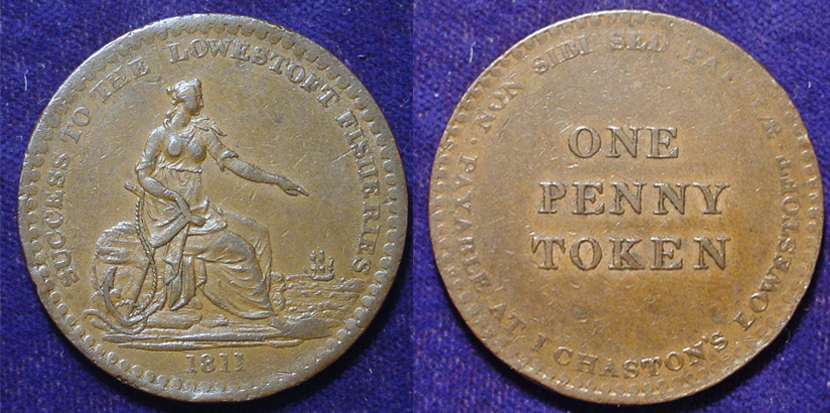 SUCCESS TO THE LOWESTOFT FISHERIES
1811
NON SIBI SED
PAYABLE AT I CHASTON'S LOWESTOFT
ONE
PENNY
TOKEN